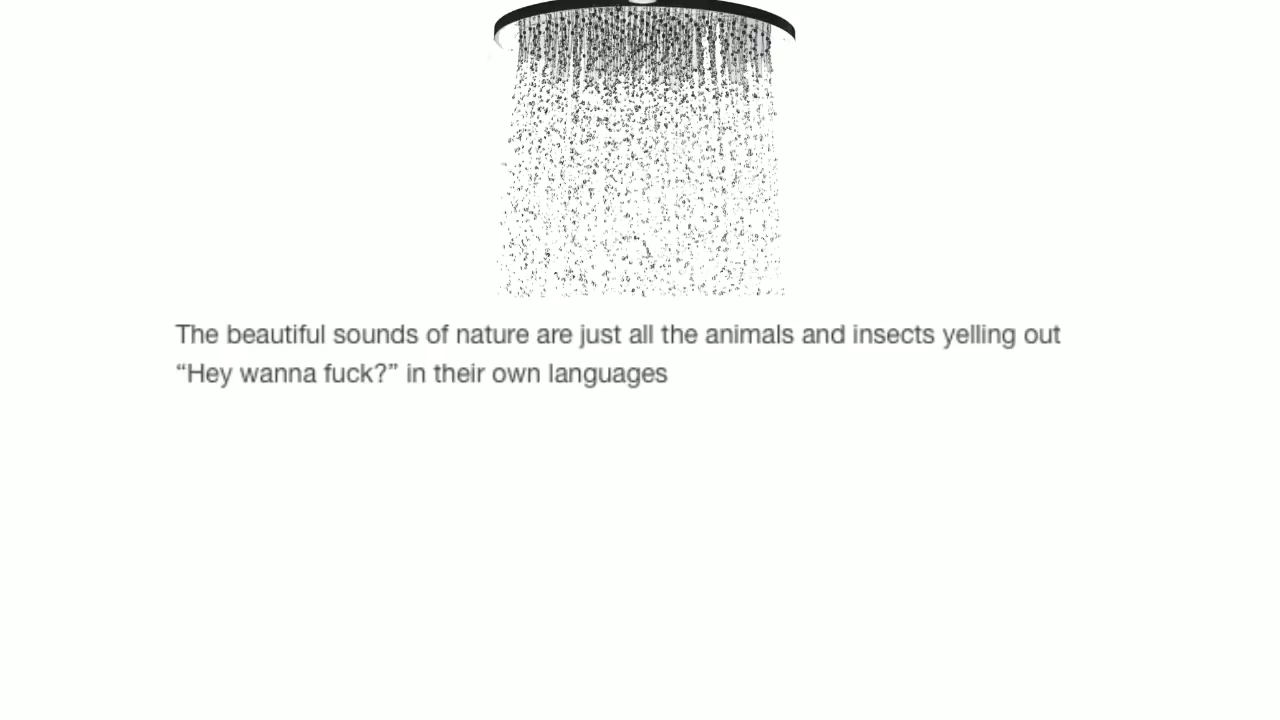 The beautiful sounds of nature are just all the animals and insects yelling out
“Hey wanna fuck?” in their own languages